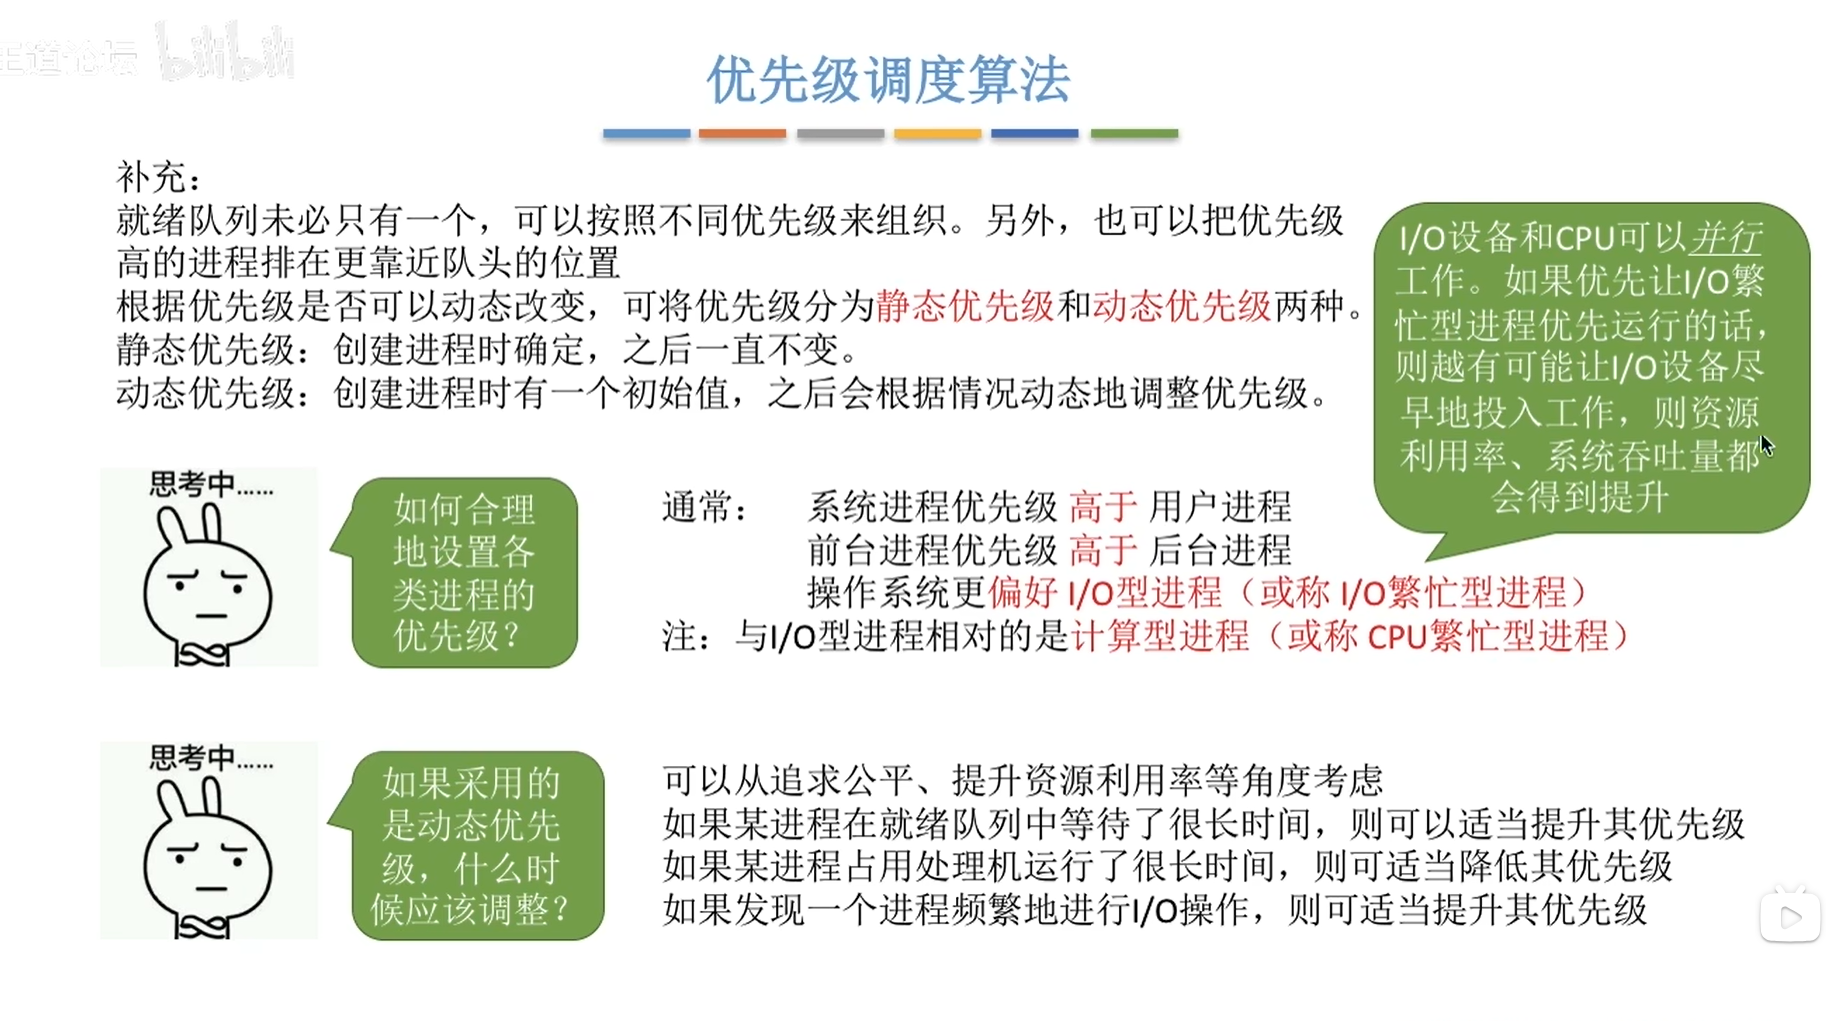 王道论坛 bilibili
优先级调度算法
补充：
就绪队列未必只有一个，可以按照不同优先级来组织。另外，也可以把优先级
高的进程排在更靠近队头的位置
根据优先级是否可以动态改变，可将优先级分为静态优先级和动态优先级两种。
静态优先级：创建进程时确定，之后一直不变。
动态优先级：创建进程时有一个初始值，之后会根据情况动态地调整优先级。
I/O设备和CPU可以并行
工作。如果优先让I/O繁
忙型进程优先运行的话，
则越有可能让I/O设备尽
早地投入工作，则资源
利用率、系统吞吐量都
会得到提升
思考中......
如何合理
地设置各
类进程的
优先级？
通常： 系统进程优先级 高于 用户进程
前台进程优先级 高于 后台进程
操作系统更偏好 I/O型进程（或称 I/O繁忙型进程）
注：与I/O型进程相对的是计算型进程（或称 CPU繁忙型进程）
思考中......
如果采用的
是动态优先
级，什么时
候应该调整？
可以从追求公平、提升资源利用率等角度考虑
如果某进程在就绪队列中等待了很长时间，则可以适当提升其优先级
如果某进程占用处理机运行了很长时间，则可适当降低其优先级
如果发现一个进程频繁地进行I/O操作，则可适当提升其优先级